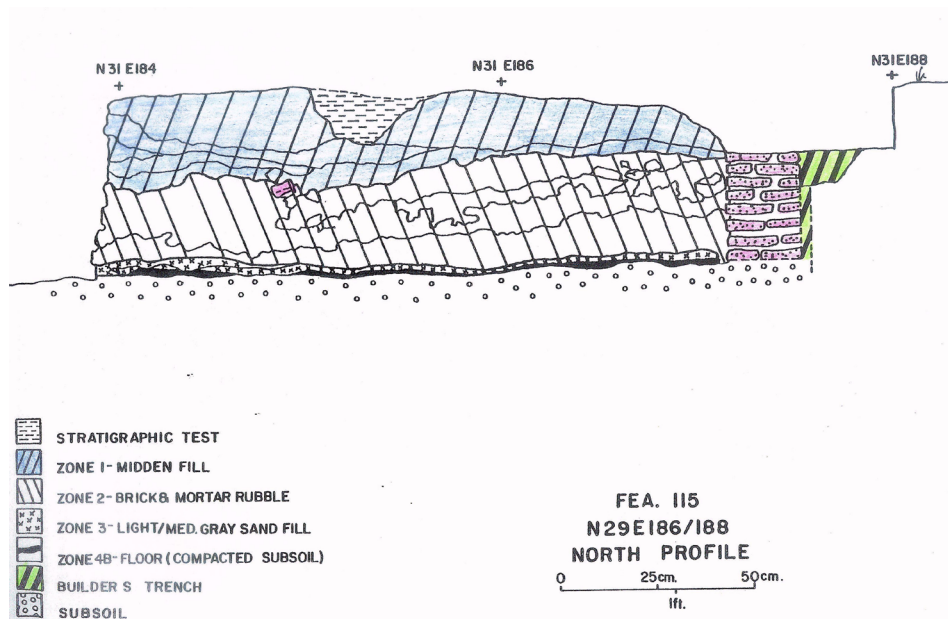 N31 E184
N31 E186
N31E188
STRATIGRAPHIC TEST
ZONE 1- MIDDEN FILL
ZONE 2- BRICK & MORTAR RUBBLE
ZONE 3- LIGHT/MED. GRAY SAND FILL
ZONE 4B- FLOOR (COMPACTED SUBSOIL)
BUILDER S TRENCH
SUBSOIL
FEA. 115
N29E186/188
NORTH PROFILE
0 25cm. 50cm.
1ft.